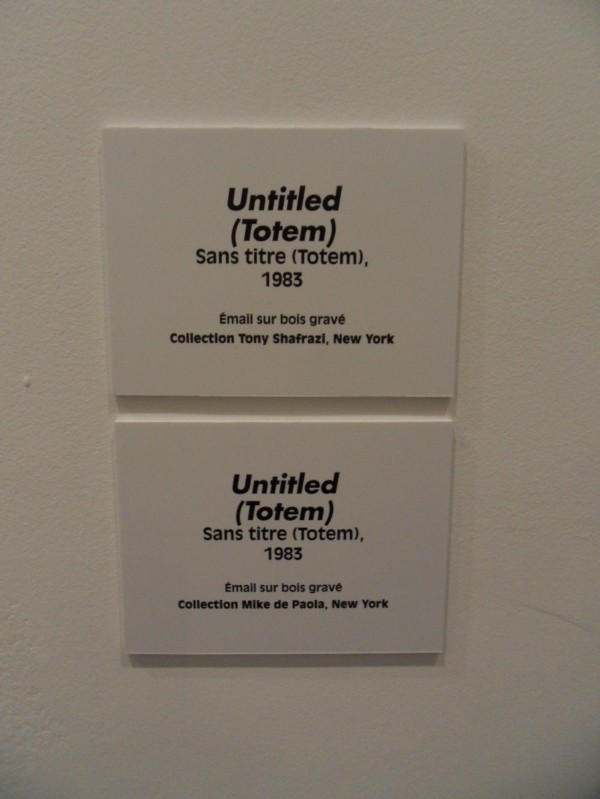 Untitled
(Totem)
Sans titre (Totem),
1983
Émail sur bois gravé
Collection Tony Shafrazi, New York
Untitled
(Totem)
Sans titre (Totem),
1983
Émail sur bois gravé
Collection Mike de Paola, New York